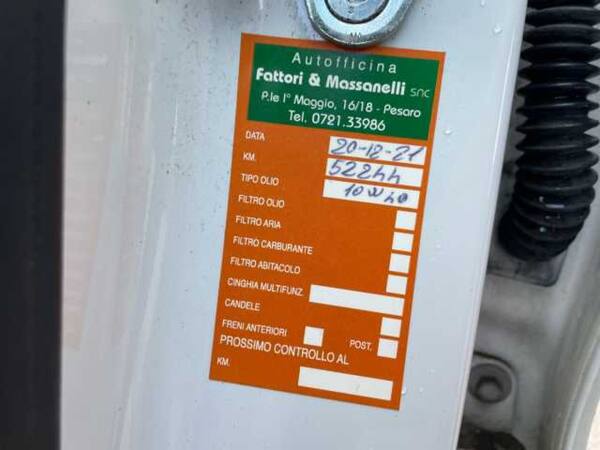 Autofficina
Fattori & Massanelli snc
P.le I° Maggio, 16/18 - Pesaro
Tel. 0721.33986
DATA 20-12-21
KM. 52244
TIPO OLIO 10W40
FILTRO OLIO
FILTRO ARIA
FILTRO CARBURANTE
FILTRO ABITACOLO
CINGHIA MULTIFUNZ.
CANDELE
FRENI ANTERIORI POST.
PROSSIMO CONTROLLO AL
KM.